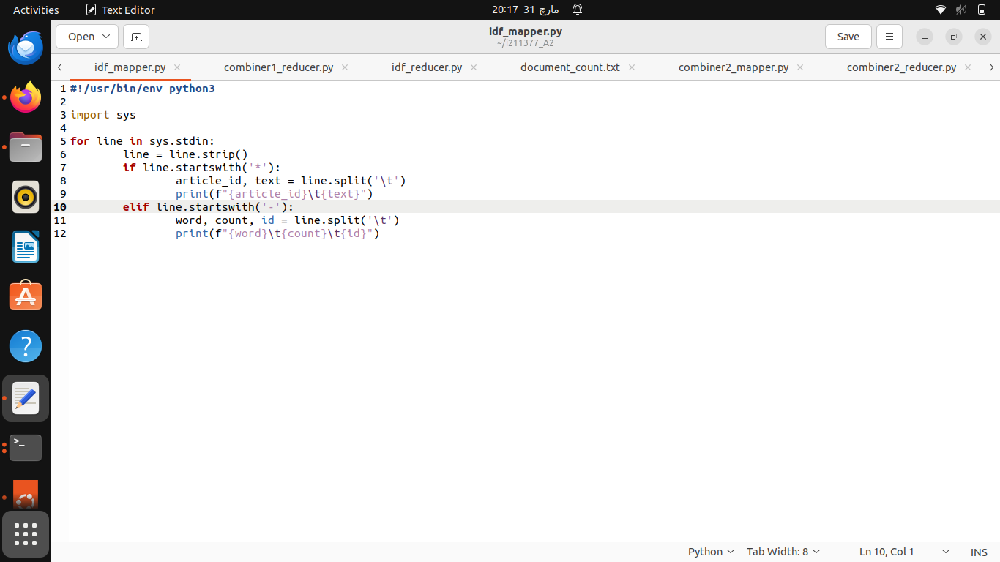 Activities
Text Editor
20:17 31 مارچ
Open
idf_mapper.py
~/i211377_A2
Save
idf_mapper.py
combiner1_reducer.py
idf_reducer.py
document_count.txt
combiner2_mapper.py
combiner2_reducer.py
1 #!/usr/bin/env python3
2
3 import sys
4
5 for line in sys.stdin:
6         line = line.strip()
7         if line.startswith('*'):
8                 article_id, text = line.split('\t')
9                 print(f"{article_id}\t{text}")
10         elif line.startswith('-'):
11                 word, count, id = line.split('\t')
12                 print(f"{word}\t{count}\t{id}")
Python
Tab Width: 8
Ln 10, Col 1
INS